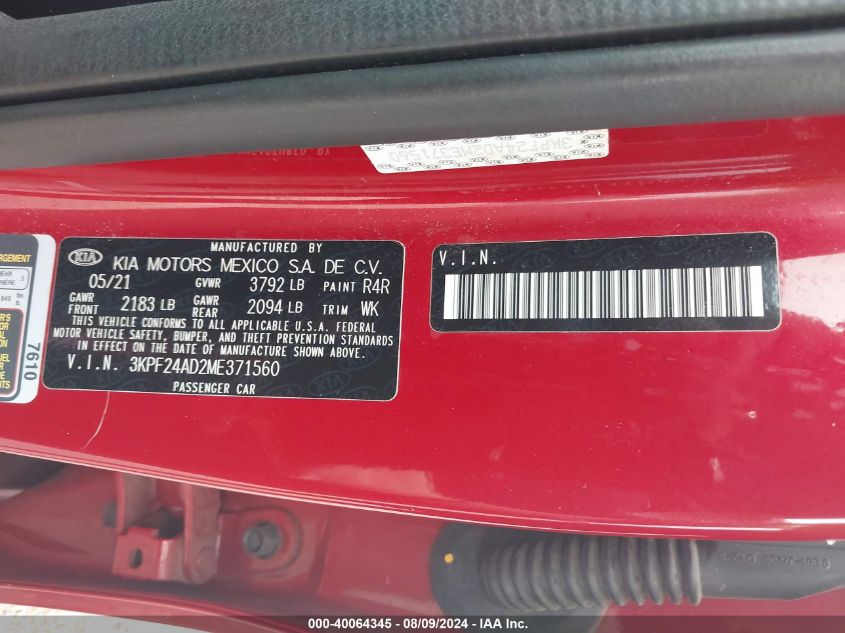 3KPF24AD2ME371560
MANUFACTURED BY
KIA KIA MOTORS MEXICO S.A. DE C.V.
05/21 GVWR 3792 LB PAINT R4R
GAWR FRONT 2183 LB GAWR REAR 2094 LB TRIM WK
THIS VEHICLE CONFORMS TO ALL APPLICABLE U.S.A. FEDERAL
MOTOR VEHICLE SAFETY, BUMPER, AND THEFT PREVENTION STANDARDS
IN EFFECT ON THE DATE OF MANUFACTURE SHOWN ABOVE.
V.I.N. 3KPF24AD2ME371560
PASSENGER CAR
V.I.N.
7610
000-40064345 - 08/09/2024 - IAA Inc.